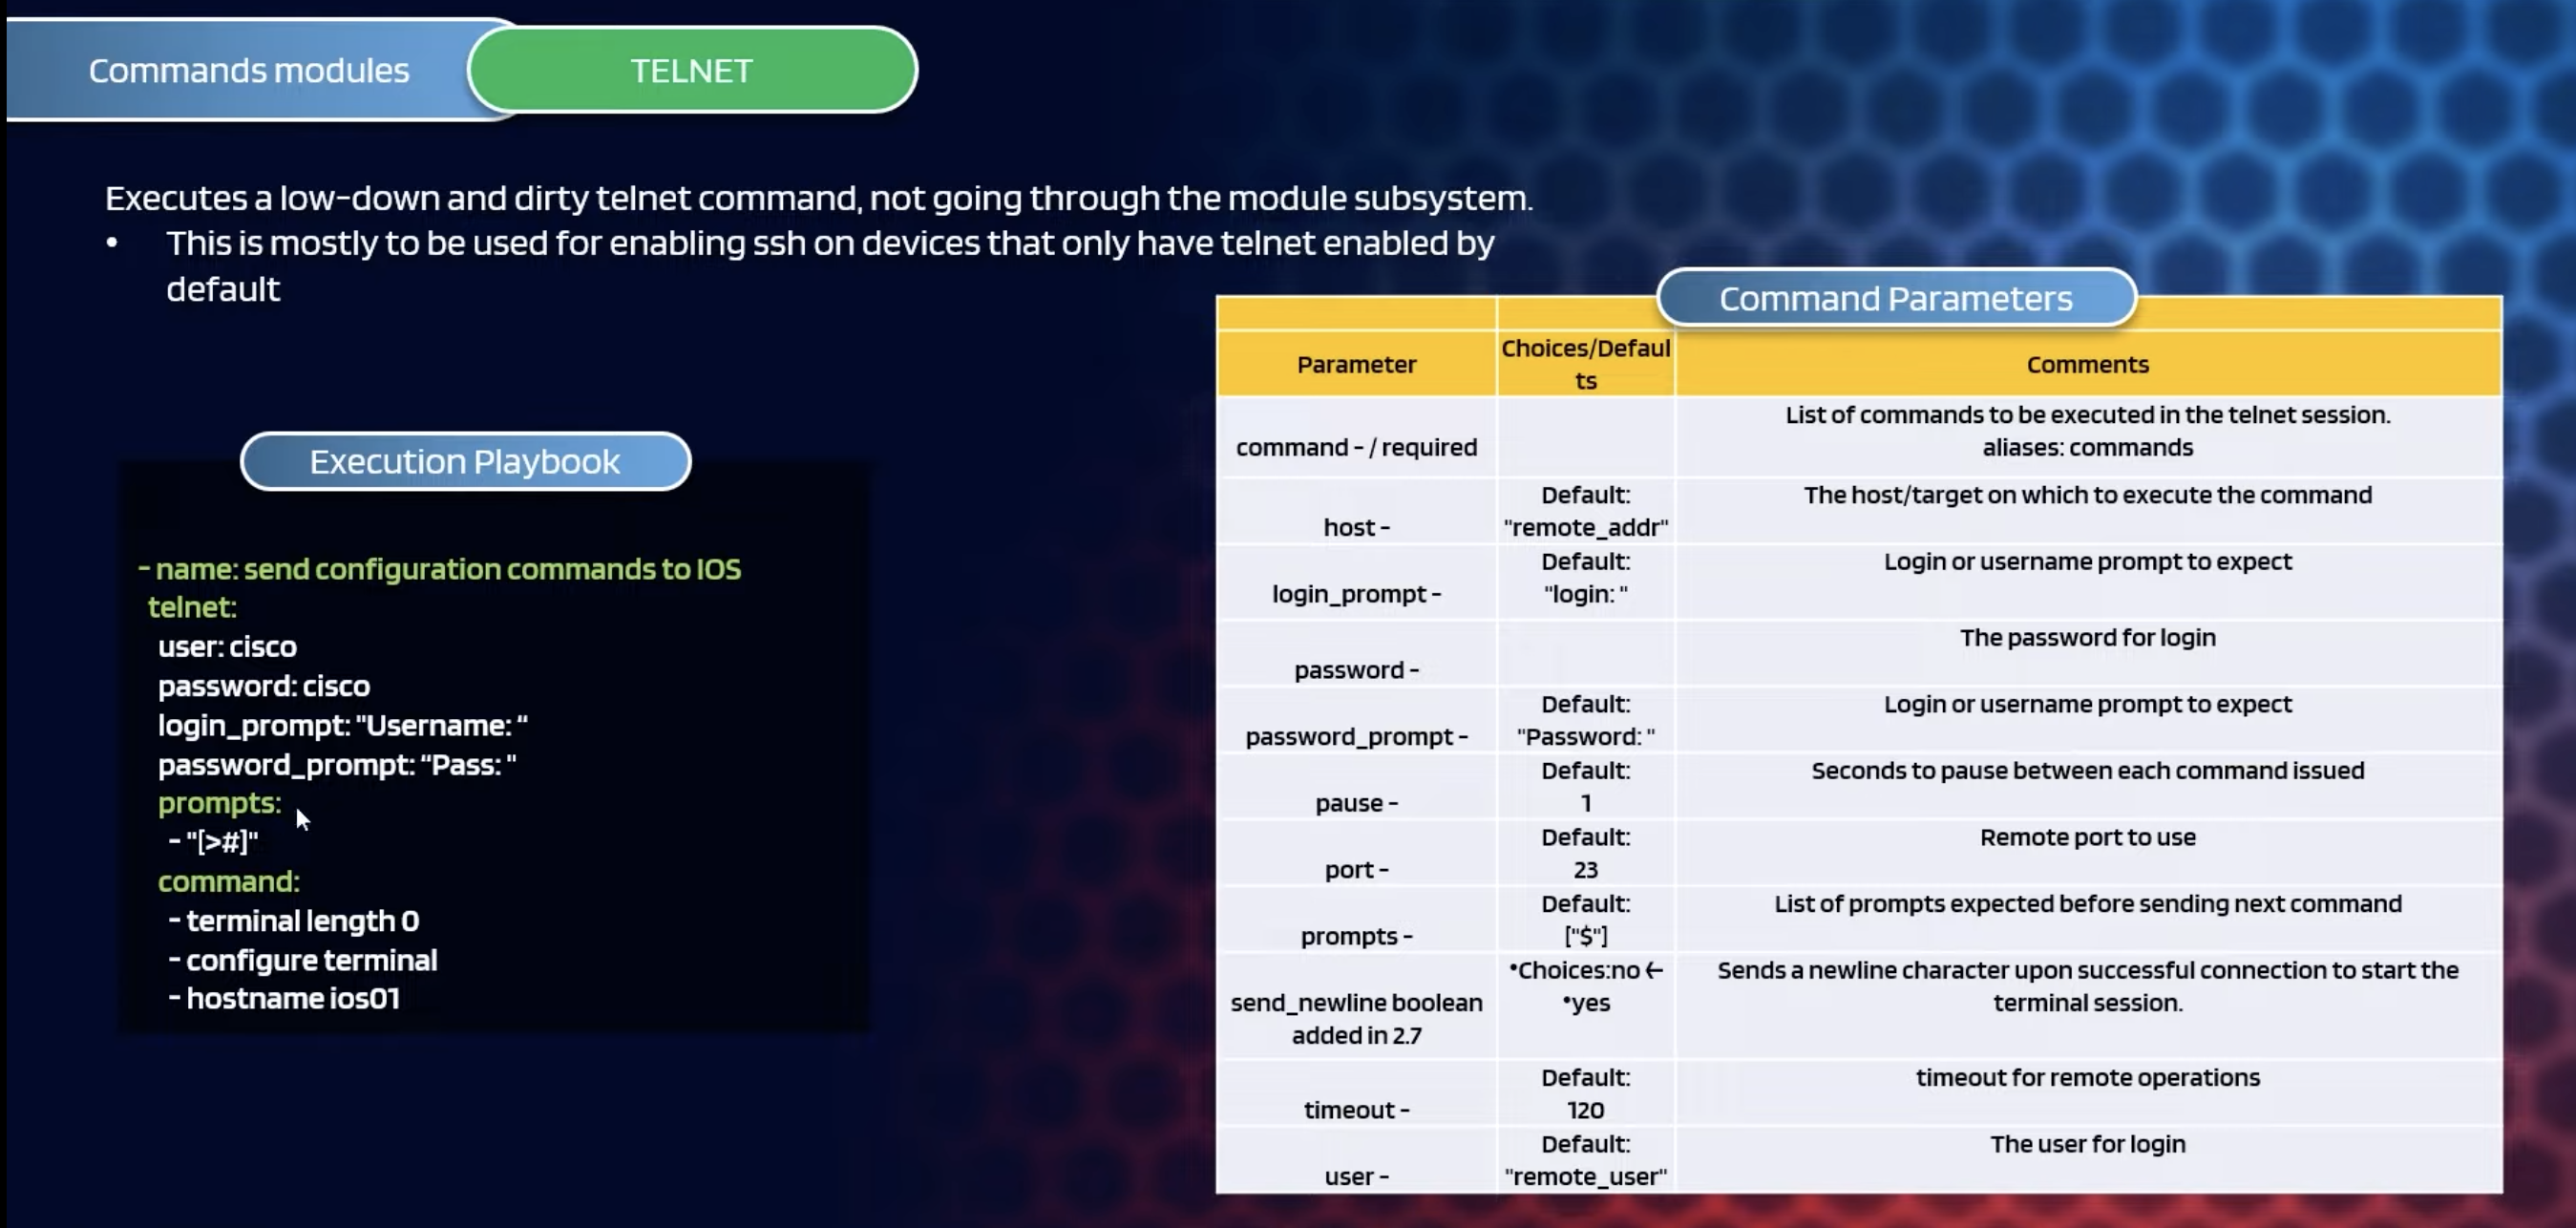 Commands modules
TELNET
Executes a low-down and dirty telnet command, not going through the module subsystem.
• This is mostly to be used for enabling ssh on devices that only have telnet enabled by
default
Execution Playbook
- name: send configuration commands to IOS
telnet:
user: cisco
password: cisco
login_prompt: "Username: “
password_prompt: “Pass: "
prompts:
- "[>#]"
command:
- terminal length 0
- configure terminal
- hostname ios01
Command Parameters
Parameter
Choices/Defaul
ts
Comments
command - / required
List of commands to be executed in the telnet session.
aliases: commands
host -
Default:
"remote_addr"
The host/target on which to execute the command
login_prompt -
Default:
"login: "
Login or username prompt to expect
password -
The password for login
password_prompt -
Default:
"Password: "
Login or username prompt to expect
pause -
Default:
1
Seconds to pause between each command issued
port -
Default:
23
Remote port to use
prompts -
Default:
["$"]
List of prompts expected before sending next command
send_newline boolean
added in 2.7
•Choices:no ←
•yes
Sends a newline character upon successful connection to start the
terminal session.
timeout -
Default:
120
timeout for remote operations
user -
Default:
"remote_user"
The user for login